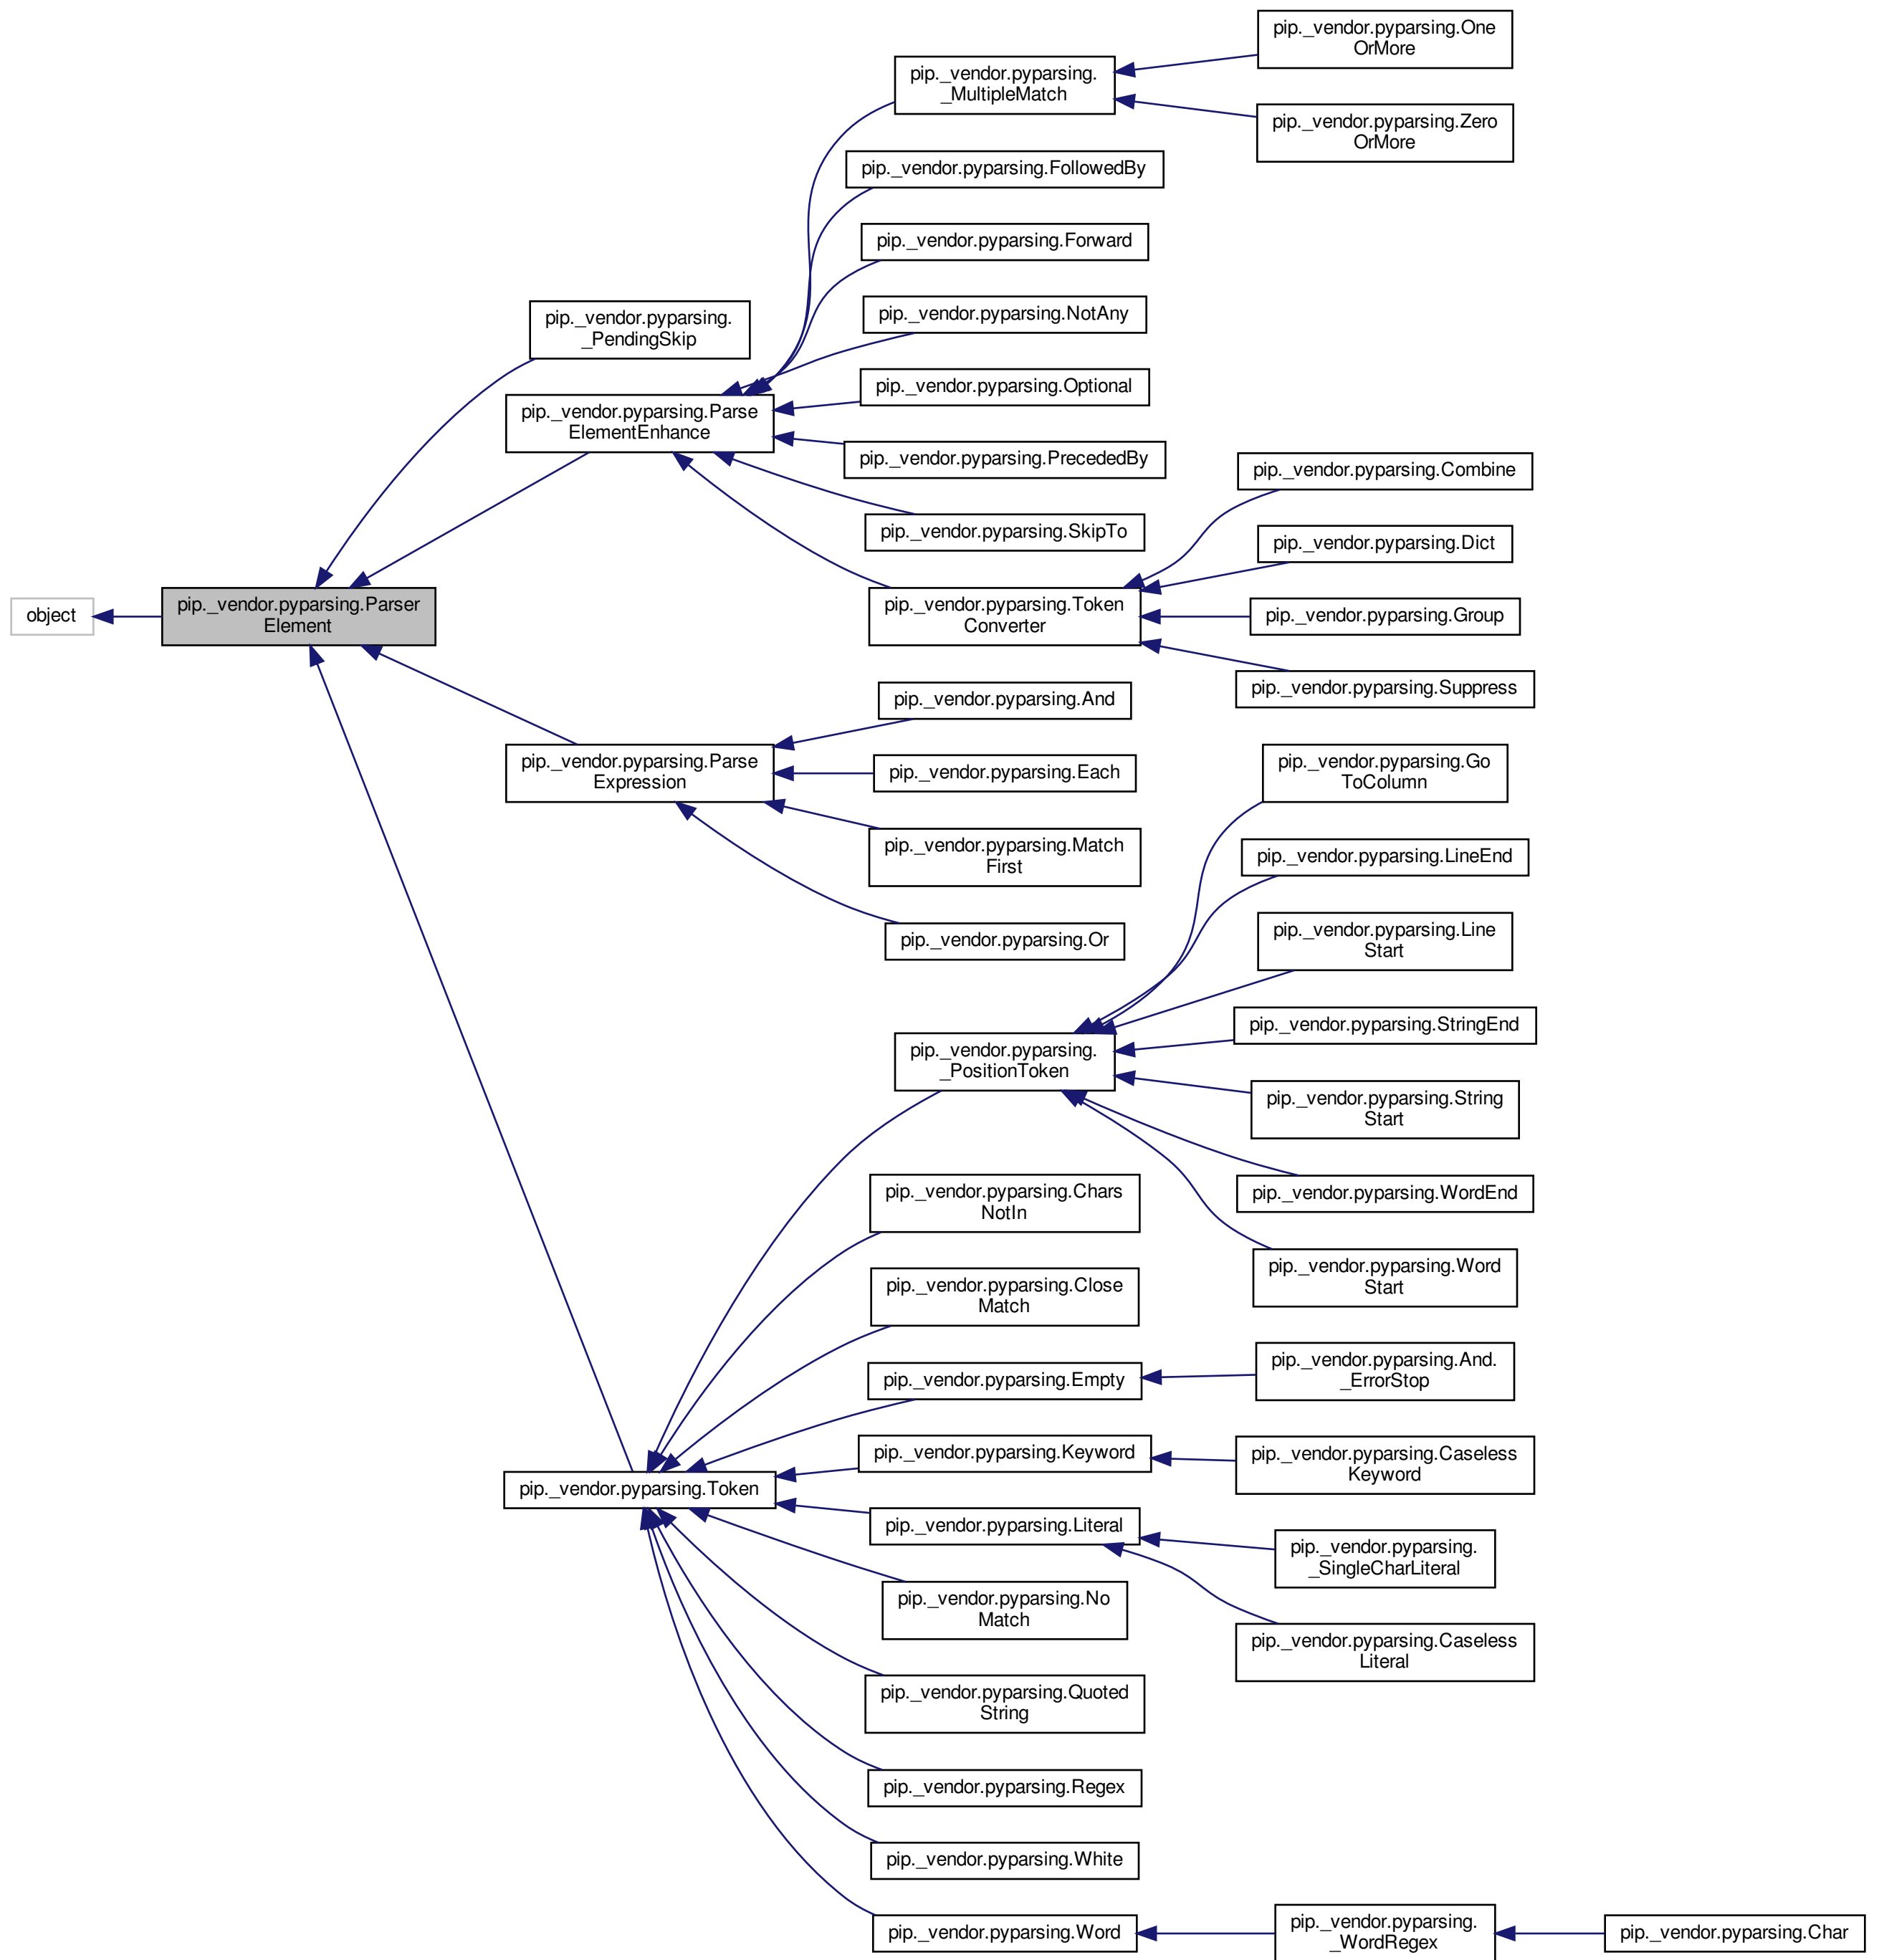 object
pip._vendor.pyparsing.Parser
Element
pip._vendor.pyparsing.
_PendingSkip
pip._vendor.pyparsing.Parse
ElementEnhance
pip._vendor.pyparsing.Parse
Expression
pip._vendor.pyparsing.Token
pip._vendor.pyparsing.
_MultipleMatch
pip._vendor.pyparsing.FollowedBy
pip._vendor.pyparsing.Forward
pip._vendor.pyparsing.NotAny
pip._vendor.pyparsing.Optional
pip._vendor.pyparsing.PrecededBy
pip._vendor.pyparsing.SkipTo
pip._vendor.pyparsing.Token
Converter
pip._vendor.pyparsing.And
pip._vendor.pyparsing.Each
pip._vendor.pyparsing.Match
First
pip._vendor.pyparsing.Or
pip._vendor.pyparsing.
_PositionToken
pip._vendor.pyparsing.Chars
NotIn
pip._vendor.pyparsing.Close
Match
pip._vendor.pyparsing.Empty
pip._vendor.pyparsing.Keyword
pip._vendor.pyparsing.Literal
pip._vendor.pyparsing.No
Match
pip._vendor.pyparsing.Quoted
String
pip._vendor.pyparsing.Regex
pip._vendor.pyparsing.White
pip._vendor.pyparsing.Word
pip._vendor.pyparsing.One
OrMore
pip._vendor.pyparsing.Zero
OrMore
pip._vendor.pyparsing.Combine
pip._vendor.pyparsing.Dict
pip._vendor.pyparsing.Group
pip._vendor.pyparsing.Suppress
pip._vendor.pyparsing.Go
ToColumn
pip._vendor.pyparsing.LineEnd
pip._vendor.pyparsing.Line
Start
pip._vendor.pyparsing.StringEnd
pip._vendor.pyparsing.String
Start
pip._vendor.pyparsing.WordEnd
pip._vendor.pyparsing.Word
Start
pip._vendor.pyparsing.And.
_ErrorStop
pip._vendor.pyparsing.Caseless
Keyword
pip._vendor.pyparsing.
_SingleCharLiteral
pip._vendor.pyparsing.Caseless
Literal
pip._vendor.pyparsing.
_WordRegex
pip._vendor.pyparsing.Char